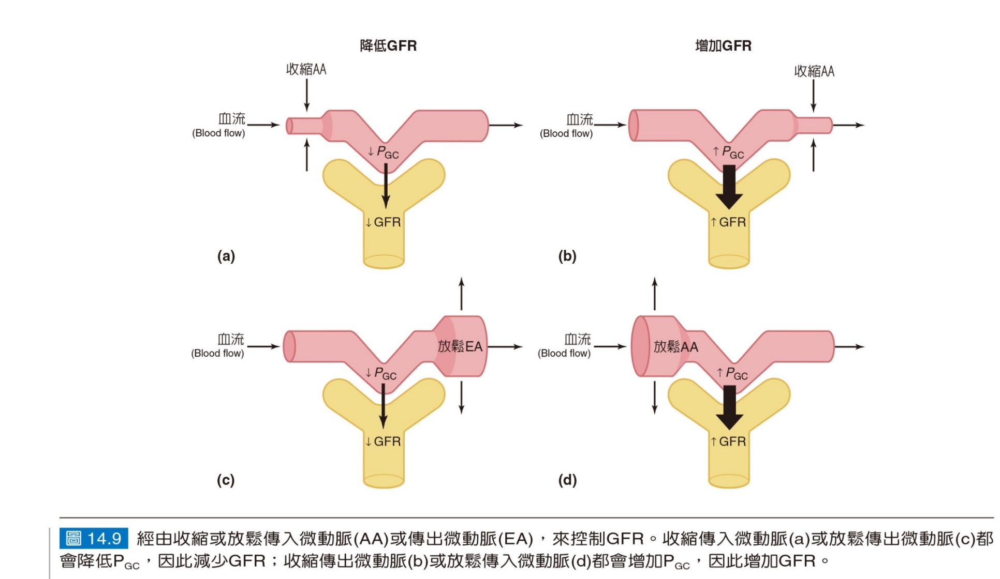 降低GFR
增加GFR
收縮AA
收縮AA
血流
(Blood flow)
血流
(Blood flow)
↓ PGC
↑ PGC
↓ GFR
↑ GFR
(a)
(b)
血流
(Blood flow)
放鬆EA
血流
(Blood flow)
放鬆AA
↓ PGC
↑ PGC
↓ GFR
↑ GFR
(c)
(d)
圖 14.9 經由收縮或放鬆傳入微動脈(AA)或傳出微動脈(EA)，來控制GFR。收縮傳入微動脈(a)或放鬆傳出微動脈(c)都
會降低PGC，因此減少GFR；收縮傳出微動脈(b)或放鬆傳入微動脈(d)都會增加PGC，因此增加GFR。